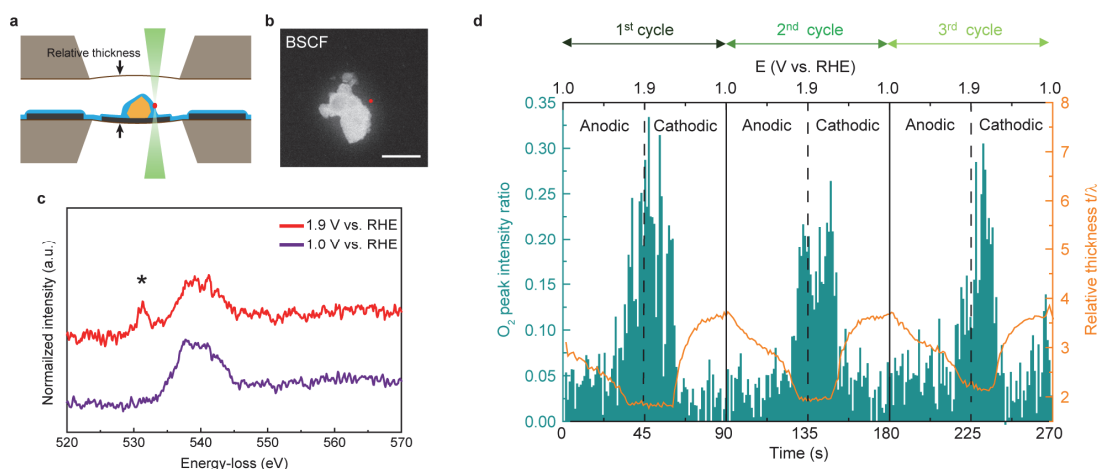 a
Relative thickness
b
BSCF
c
Normalized intensity (a.u.)
*
1.9 V vs. RHE
1.0 V vs. RHE
520 530 540 550 560 570
Energy-loss (eV)
d
1st cycle 2nd cycle 3rd cycle
E (V vs. RHE)
1.0 1.9 1.0 1.9 1.0 1.9 1.0
Anodic Cathodic Anodic Cathodic Anodic Cathodic
O2 peak intensity ratio
0.35
0.30
0.25
0.20
0.15
0.10
0.05
0.00
8
7
6
5
4
3
2
Relative thickness t/λ
0 45 90 135 180 225 270
Time (s)